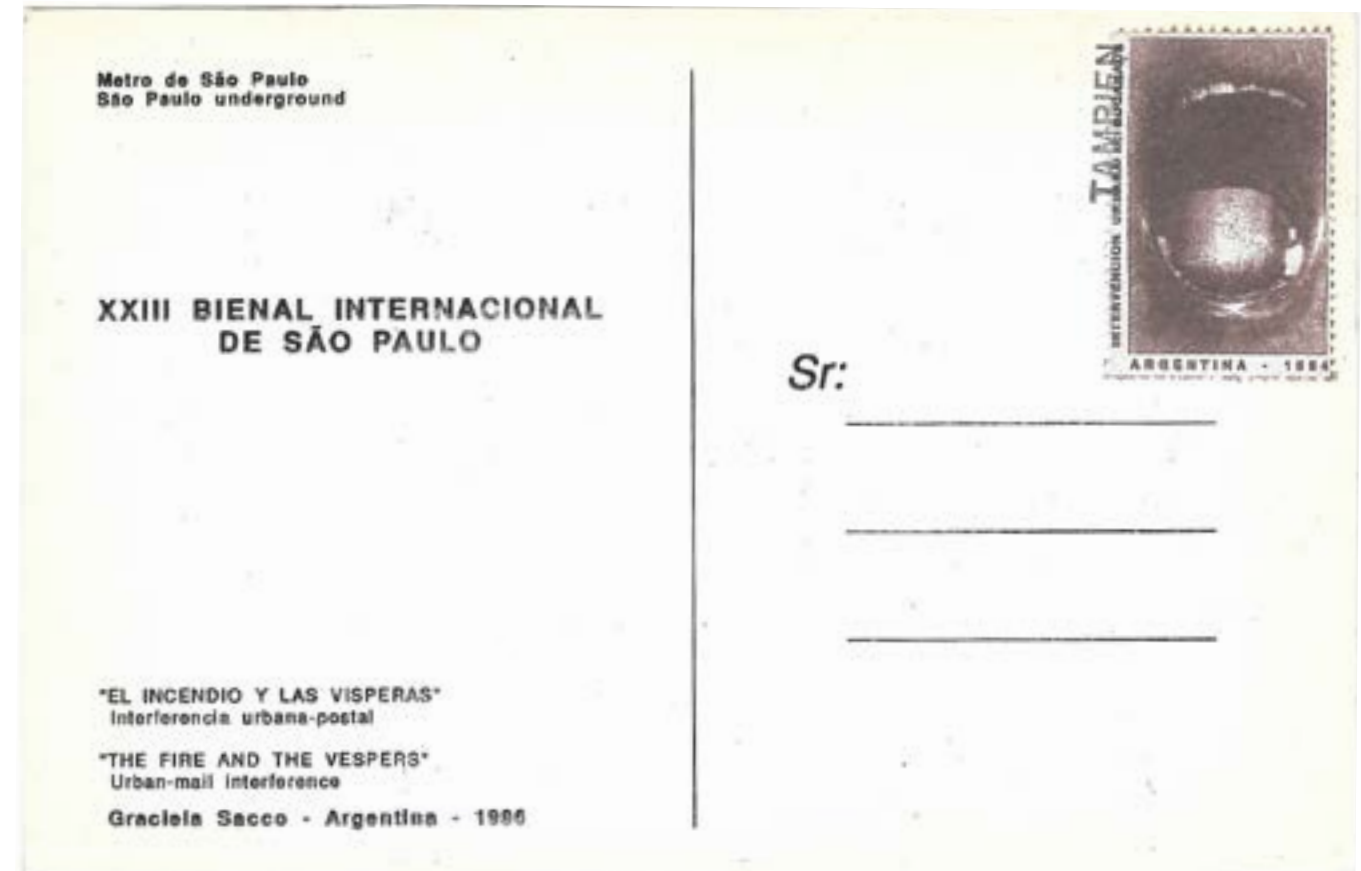 Metro de São Paulo
São Paulo underground
XXIII BIENAL INTERNACIONAL
DE SÃO PAULO
"EL INCENDIO Y LAS VISPERAS"
Interferencia urbana-postal
"THE FIRE AND THE VESPERS"
Urban-mail interference
Graciela Sacco - Argentina - 1996
TAMBIEN
INTERVENCION
ARGENTINA - 1994
Sr: